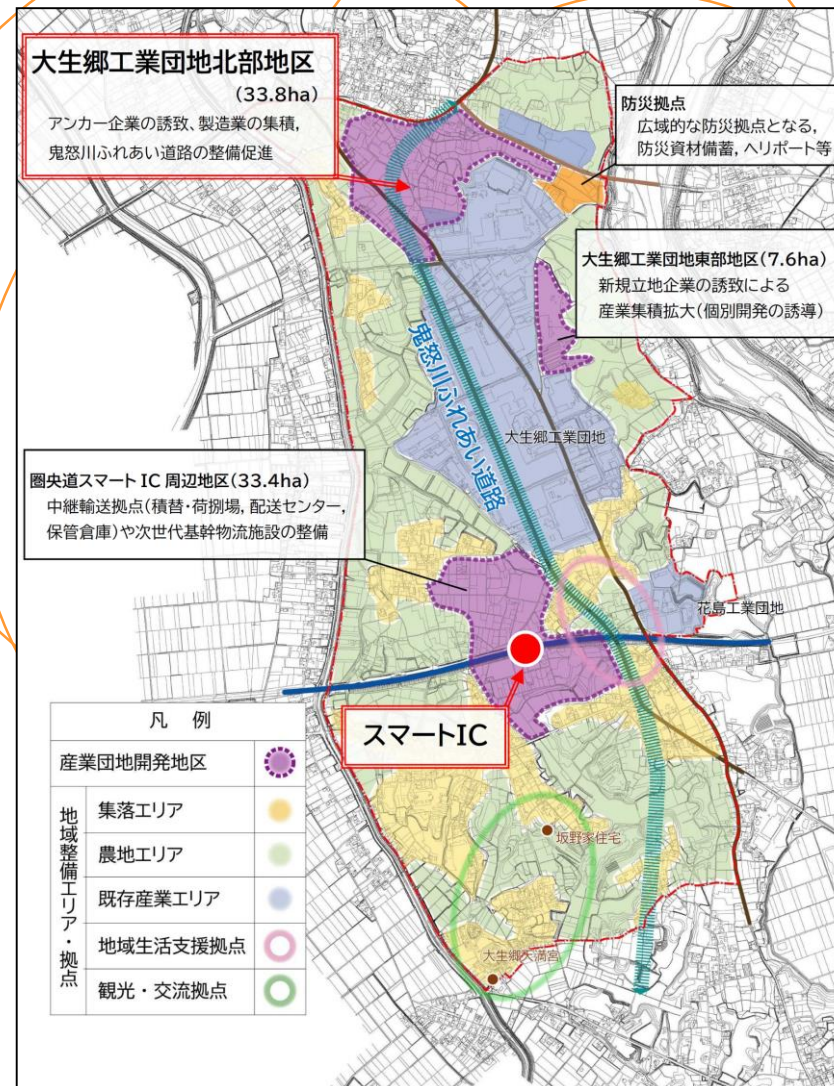 大生郷工業団地北部地区
(33.8ha)
アンカー企業の誘致、製造業の集積,
鬼怒川ふれあい道路の整備促進
防災拠点
広域的な防災拠点となる,
防災資材備蓄,ヘリポート等
大生郷工業団地東部地区(7.6ha)
新規立地企業の誘致による
産業集積拡大(個別開発の誘導)
鬼怒川ふれあい道路
大生郷工業団地
圏央道スマートIC周辺地区(33.4ha)
中継輸送拠点(積替・荷捌場,配送センター,
保管倉庫)や次世代基幹物流施設の整備
花島工業団地
スマートIC
凡 例
産業団地開発地区
地域整備エリア・拠点
集落エリア
農地エリア
既存産業エリア
地域生活支援拠点
観光・交流拠点
坂野家住宅
大生郷天満宮